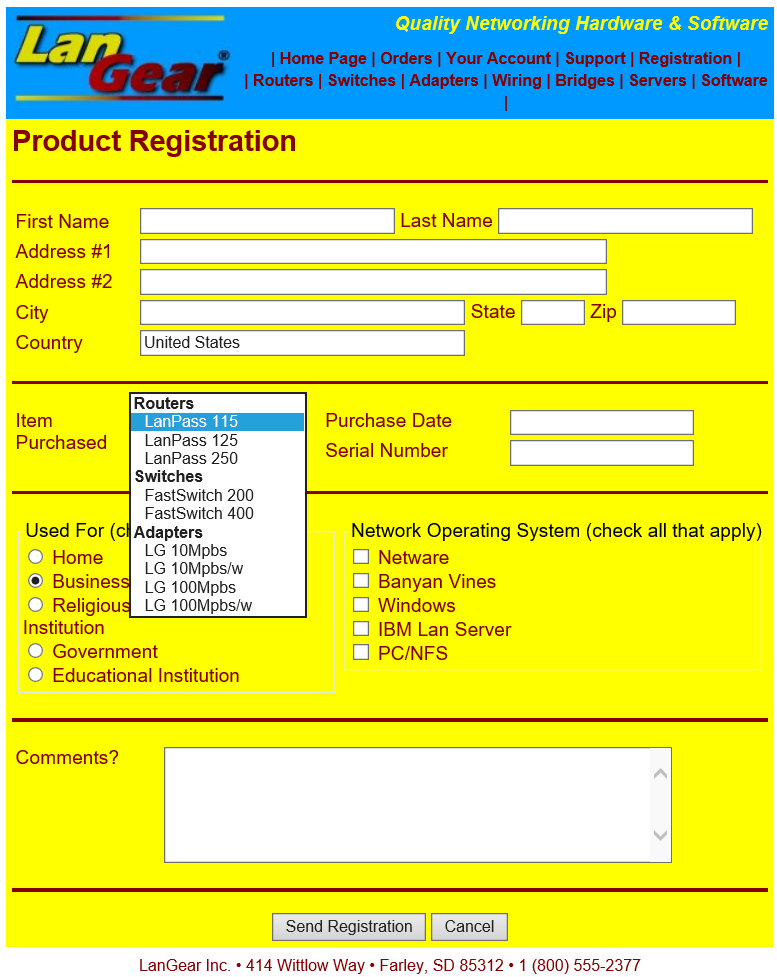 Lan Gear ®
Quality Networking Hardware & Software
| Home Page | Orders | Your Account | Support | Registration |
| Routers | Switches | Adapters | Wiring | Bridges | Servers | Software
|
Product Registration
First Name Last Name
Address #1
Address #2
City State Zip
Country United States
Item
Purchased
Routers
LanPass 115
LanPass 125
LanPass 250
Switches
FastSwitch 200
FastSwitch 400
Adapters
LG 10Mpbs
LG 10Mpbs/w
LG 100Mpbs
LG 100Mpbs/w
Purchase Date
Serial Number
Used For (c
Home
Business
Religious
Institution
Government
Educational Institution
Network Operating System (check all that apply)
Netware
Banyan Vines
Windows
IBM Lan Server
PC/NFS
Comments?
Send Registration Cancel
LanGear Inc. • 414 Wittlow Way • Farley, SD 85312 • 1 (800) 555-2377